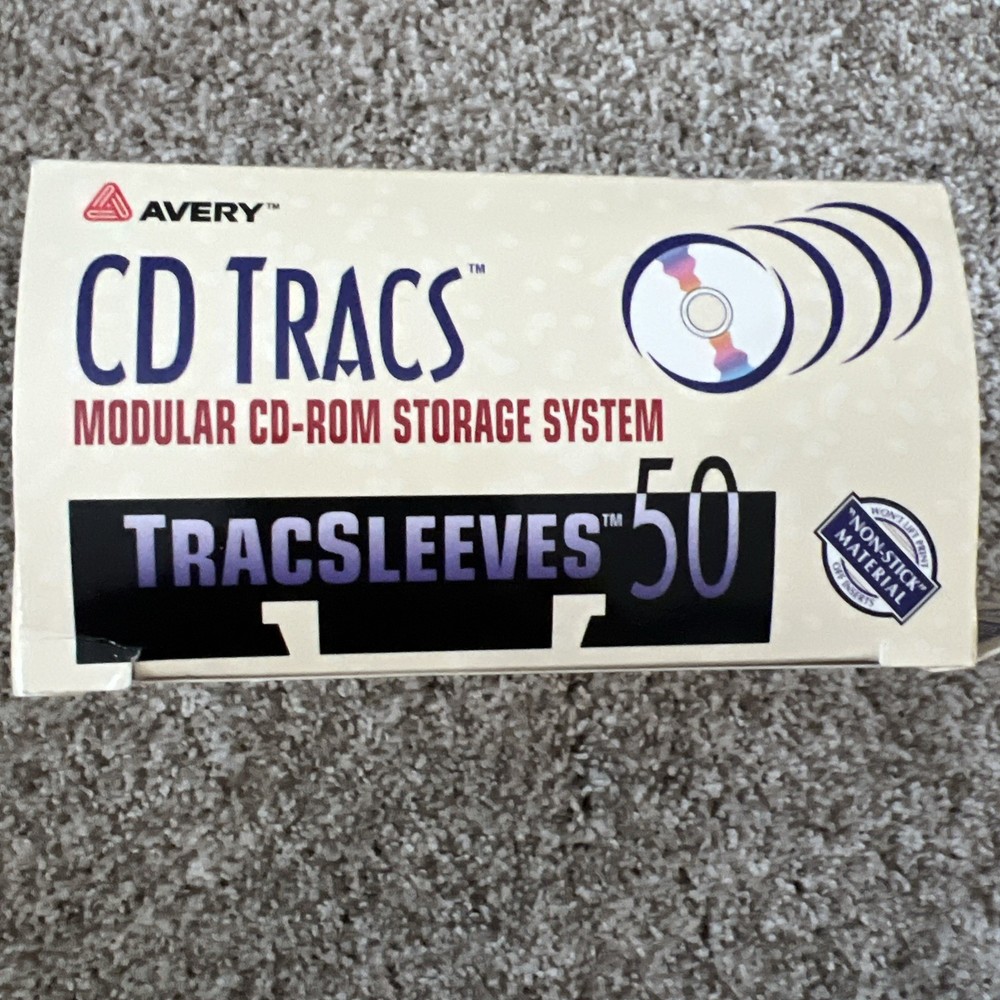 AVERY™
CD TRACS™
MODULAR CD-ROM STORAGE SYSTEM
TRACSLEEVES™ 50
WON'T LIFT PRINT
"NON-STICK"
MATERIAL
OFF INSERTS